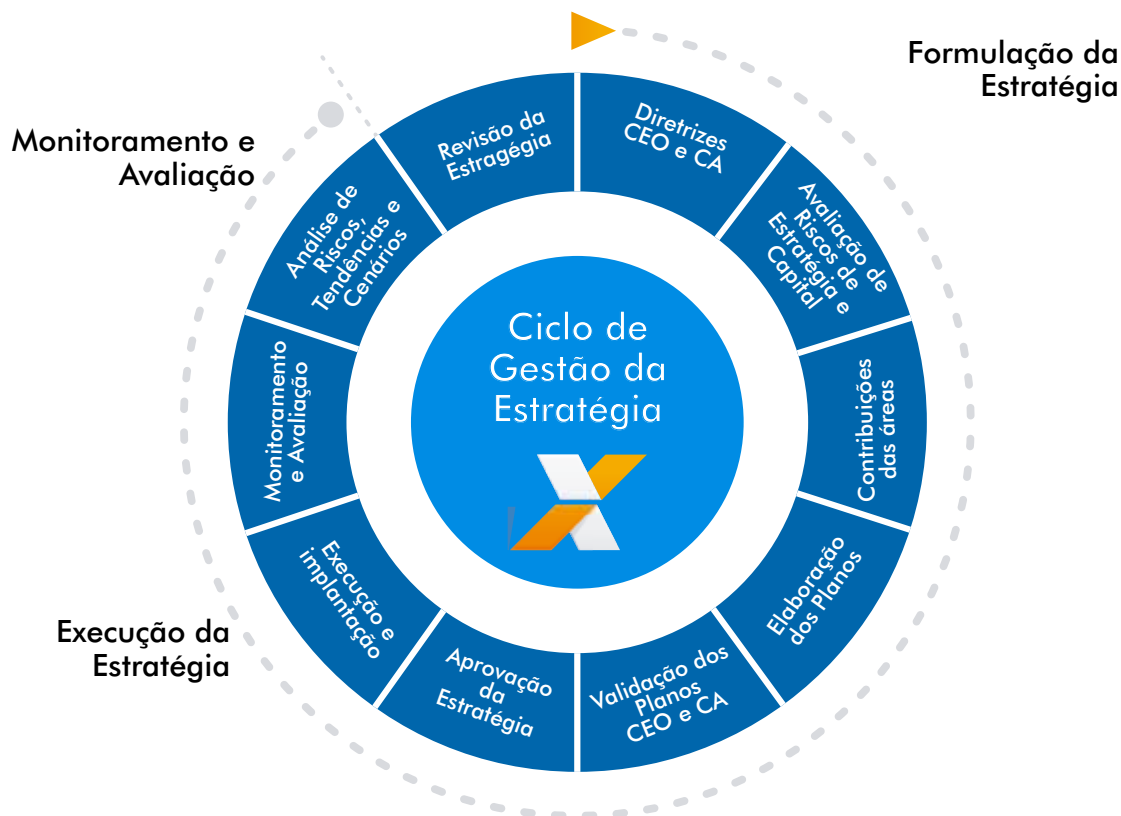 Formulação da
Estratégia
Monitoramento e
Avaliação
Execução da
Estratégia
Ciclo de
Gestão da
Estratégia
Diretrizes
CEO e CA
Avaliação de
Riscos de
Estratégia e
Capital
Contribuições
das áreas
Elaboração
dos Planos
Validação dos
Planos
CEO e CA
Aprovação
da
Estratégia
Execução e
implantação
Monitoramento
e Avaliação
Análise de
Riscos,
Tendências e
Cenários
Revisão da
Estragégia